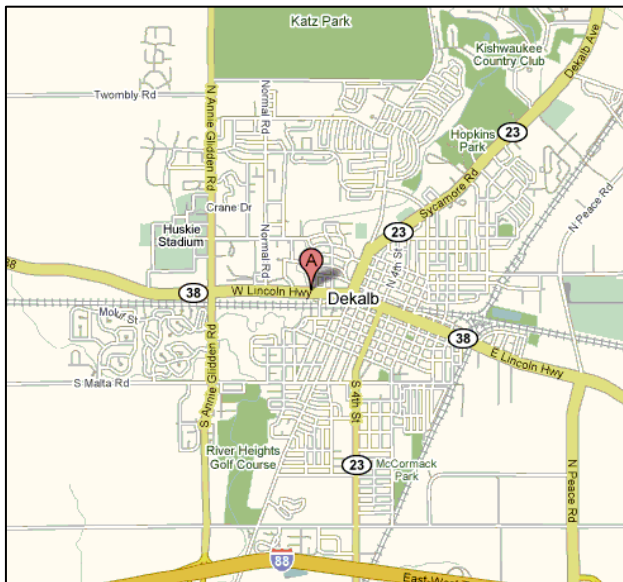 Katz Park
Kishwaukee
Country Club
Dekalb Ave
Twombly Rd
N Annie Glidden Rd
Normal Rd
23
Hopkins
Park
Sycamore Rd
N Peace Rd
Crane Dr
Huskie
Stadium
Normal Rd
23
N 4th St
A
38
38
W Lincoln Hwy
Dekalb
38
E Lincoln Hwy
S Malta Rd
S Annie Glidden Rd
S 4th St
River Heights
Golf Course
23
McCormack
Park
N Peace Rd
88
East-West